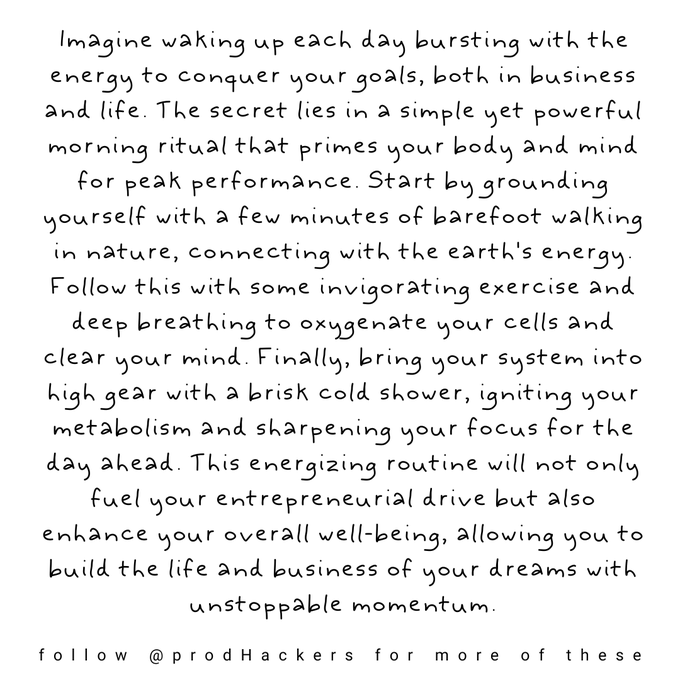 Imagine waking up each day bursting with the
energy to conquer your goals, both in business
and life. The secret lies in a simple yet powerful
morning ritual that primes your body and mind
for peak performance. Start by grounding
yourself with a few minutes of barefoot walking
in nature, connecting with the earth's energy.
Follow this with some invigorating exercise and
deep breathing to oxygenate your cells and
clear your mind. Finally, bring your system into
high gear with a brisk cold shower, igniting your
metabolism and sharpening your focus for the
day ahead. This energizing routine will not only
fuel your entrepreneurial drive but also
enhance your overall well-being, allowing you to
build the life and business of your dreams with
unstoppable momentum.
follow @prodHackers for more of these